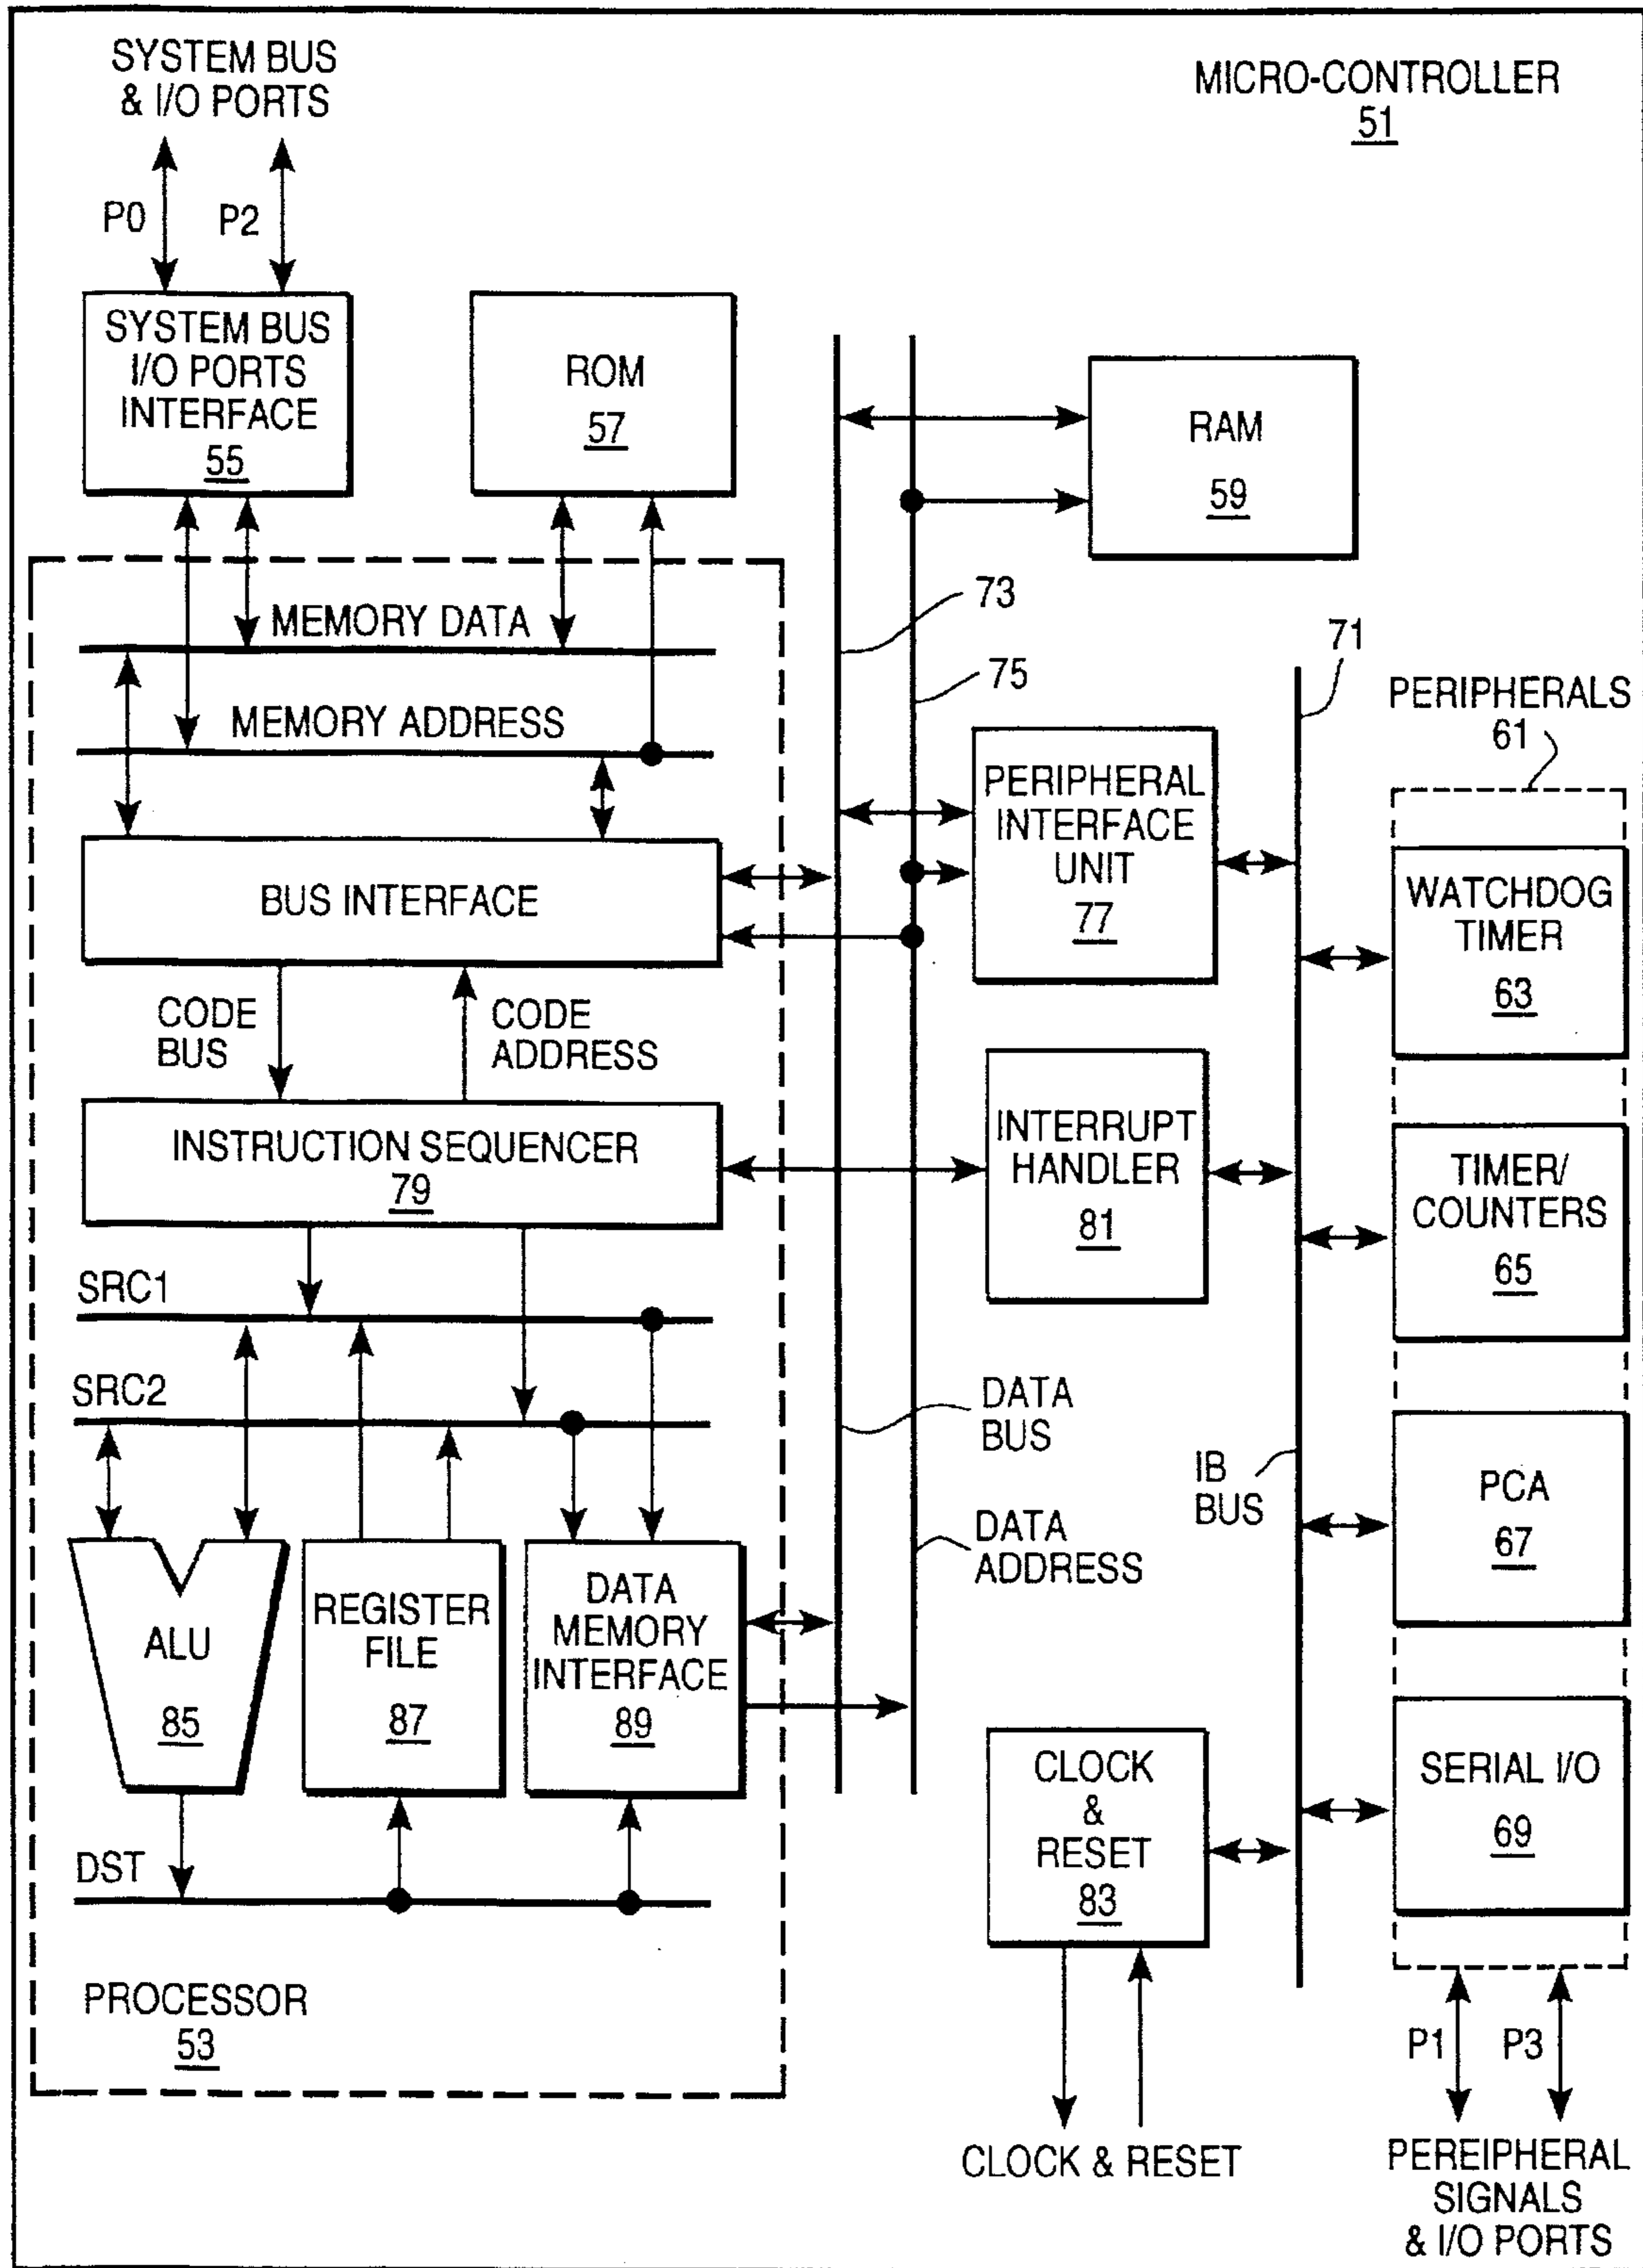 SYSTEM BUS
& I/O PORTS
MICRO-CONTROLLER
51
P0
P2
SYSTEM BUS
I/O PORTS
INTERFACE
55
ROM
57
RAM
59
MEMORY DATA
MEMORY ADDRESS
73
75
71
PERIPHERALS
61
BUS INTERFACE
PERIPHERAL
INTERFACE
UNIT
77
WATCHDOG
TIMER
63
CODE
BUS
CODE
ADDRESS
INSTRUCTION SEQUENCER
79
INTERRUPT
HANDLER
81
TIMER/
COUNTERS
65
SRC1
SRC2
DATA
BUS
IB
BUS
PCA
67
DATA
ADDRESS
ALU
85
REGISTER
FILE
87
DATA
MEMORY
INTERFACE
89
CLOCK
&
RESET
83
SERIAL I/O
69
DST
PROCESSOR
53
P1
P3
CLOCK & RESET
PEREIPHERAL
SIGNALS
& I/O PORTS